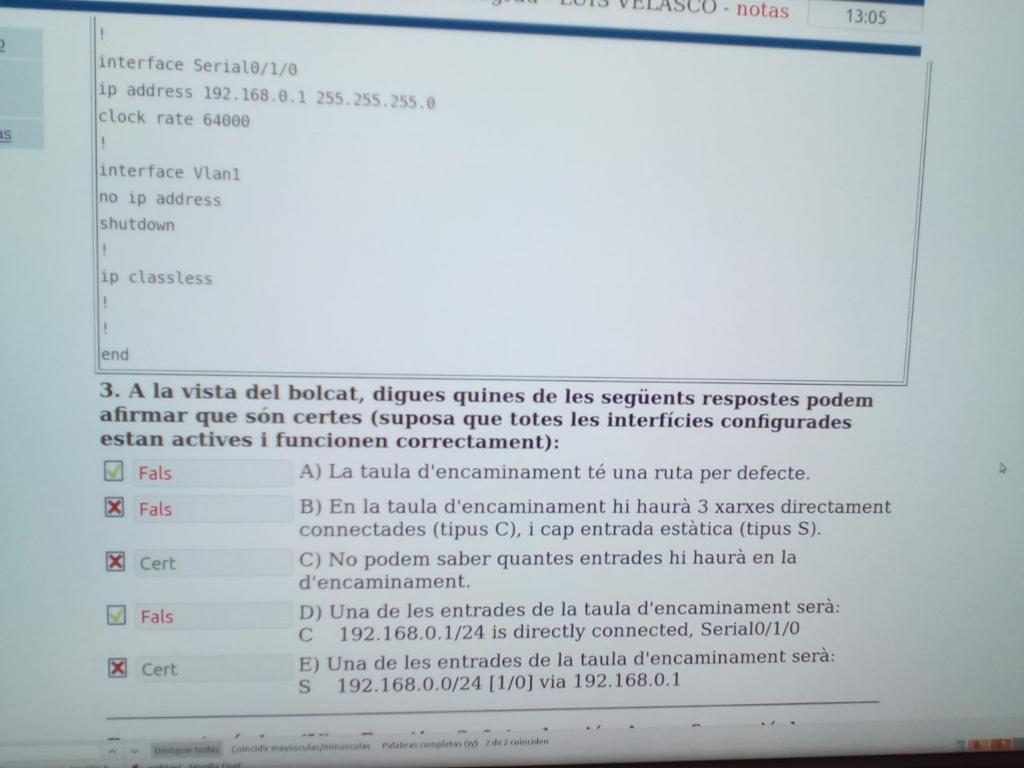 LUIS VELASCO - notas
13:05
!
interface Serial0/1/0
ip address 192.168.0.1 255.255.255.0
clock rate 64000
!
interface Vlan1
no ip address
shutdown
!
ip classless
!
!
end
3. A la vista del bolcat, digues quines de les següents respostes podem
afirmar que són certes (suposa que totes les interfícies configurades
estan actives i funcionen correctament):
Fals A) La taula d'encaminament té una ruta per defecte.
Fals B) En la taula d'encaminament hi haurà 3 xarxes directament
connectades (tipus C), i cap entrada estàtica (tipus S).
Cert C) No podem saber quantes entrades hi haurà en la
d'encaminament.
Fals D) Una de les entrades de la taula d'encaminament serà:
C 192.168.0.1/24 is directly connected, Serial0/1/0
Cert E) Una de les entrades de la taula d'encaminament serà:
S 192.168.0.0/24 [1/0] via 192.168.0.1
Destacar todas Coincidir mayúsculas/minúsculas Palabras completas (W) 2 de 2 coinciden